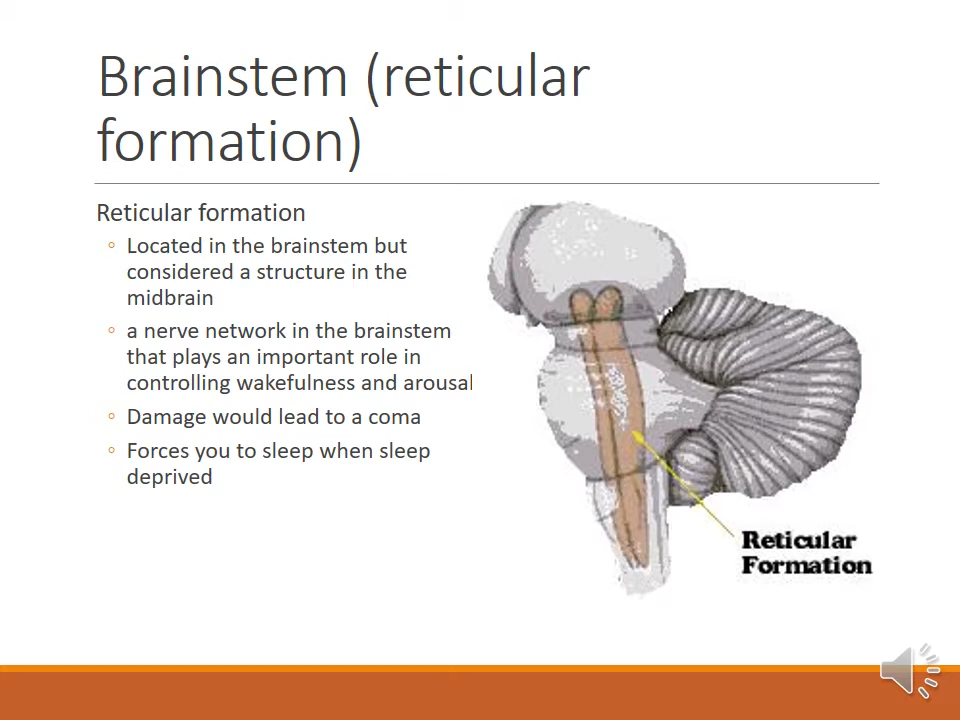 Brainstem (reticular
formation)
Reticular formation
◦ Located in the brainstem but
considered a structure in the
midbrain
◦ a nerve network in the brainstem
that plays an important role in
controlling wakefulness and arousal
◦ Damage would lead to a coma
◦ Forces you to sleep when sleep
deprived
Reticular
Formation